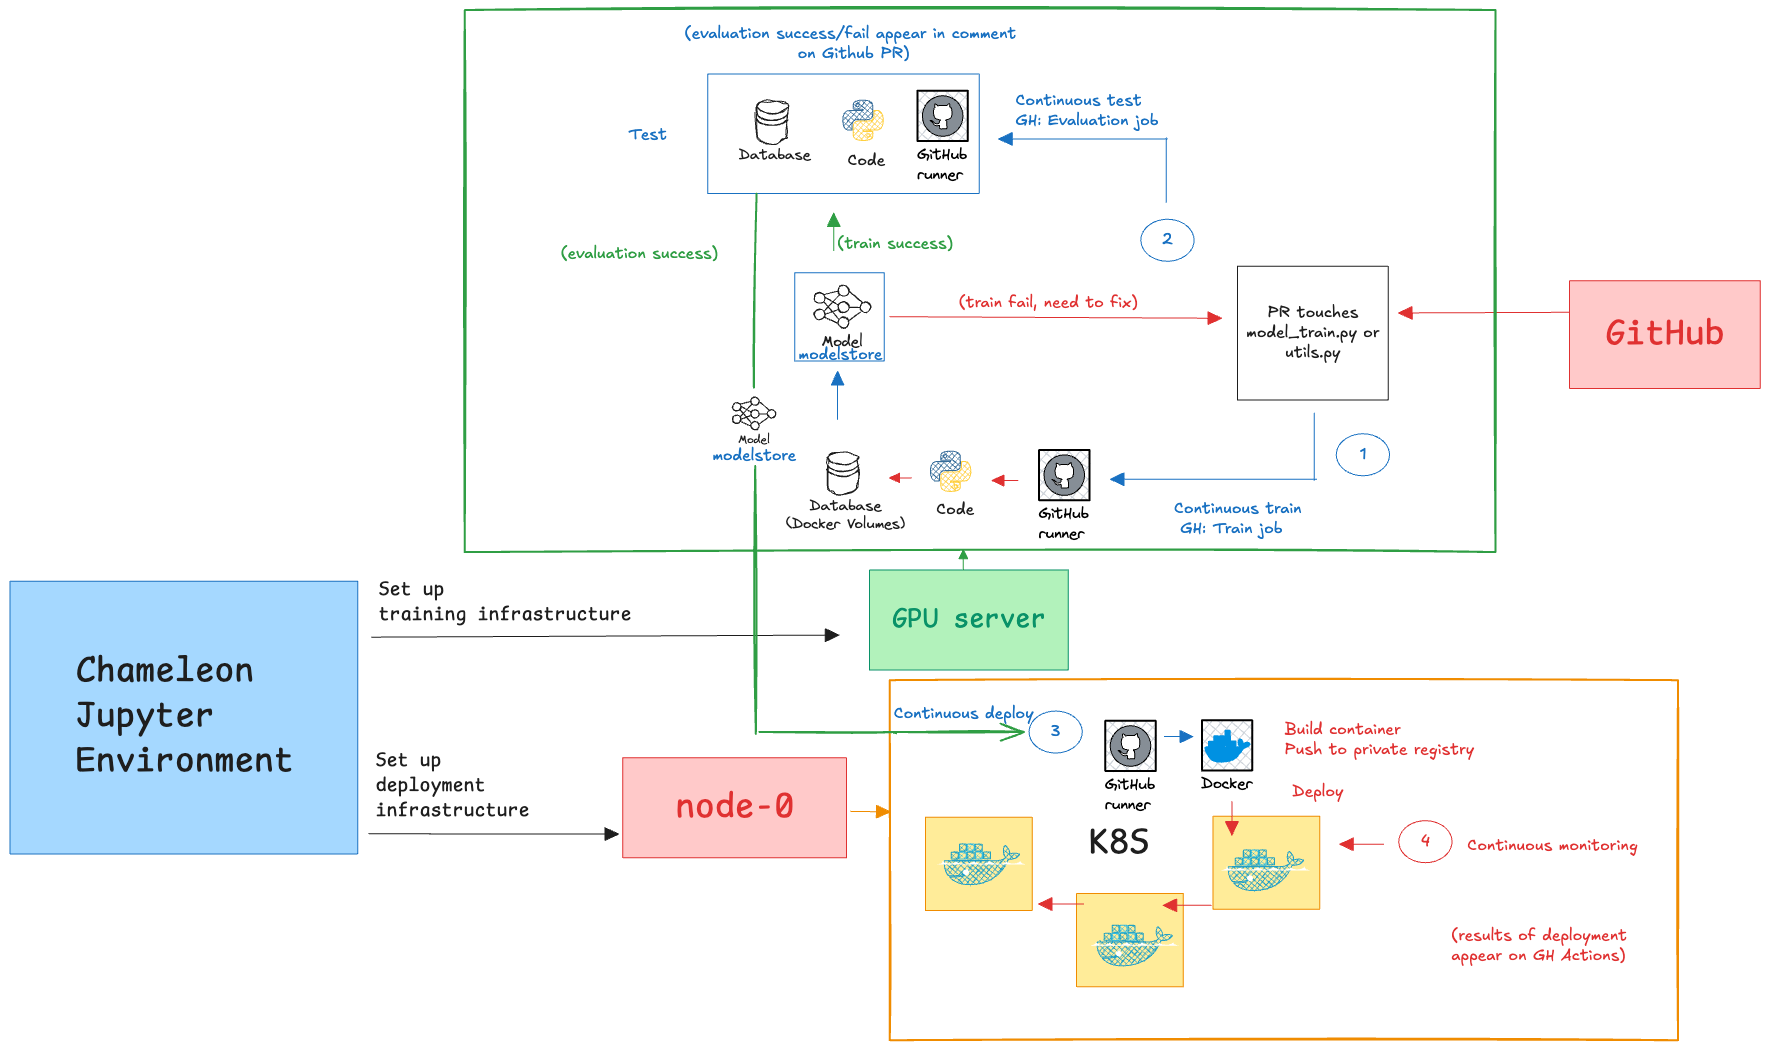 (evaluation success/fail appear in comment
on Github PR)
Test
Database
Code
GitHub
runner
Continuous test
GH: Evaluation job
2
(train success)
(evaluation success)
Model
modelstore
(train fail, need to fix)
PR touches
model_train.py or
utils.py
GitHub
Model
modelstore
Database
(Docker Volumes)
Code
GitHub
runner
1
Continuous train
GH: Train job
Set up
training infrastructure
GPU server
Chameleon
Jupyter
Environment
Set up
deployment
infrastructure
node-0
Continuous deploy
3
GitHub
runner
Docker
Build container
Push to private registry
Deploy
K8S
4
Continuous monitoring
(results of deployment
appear on GH Actions)